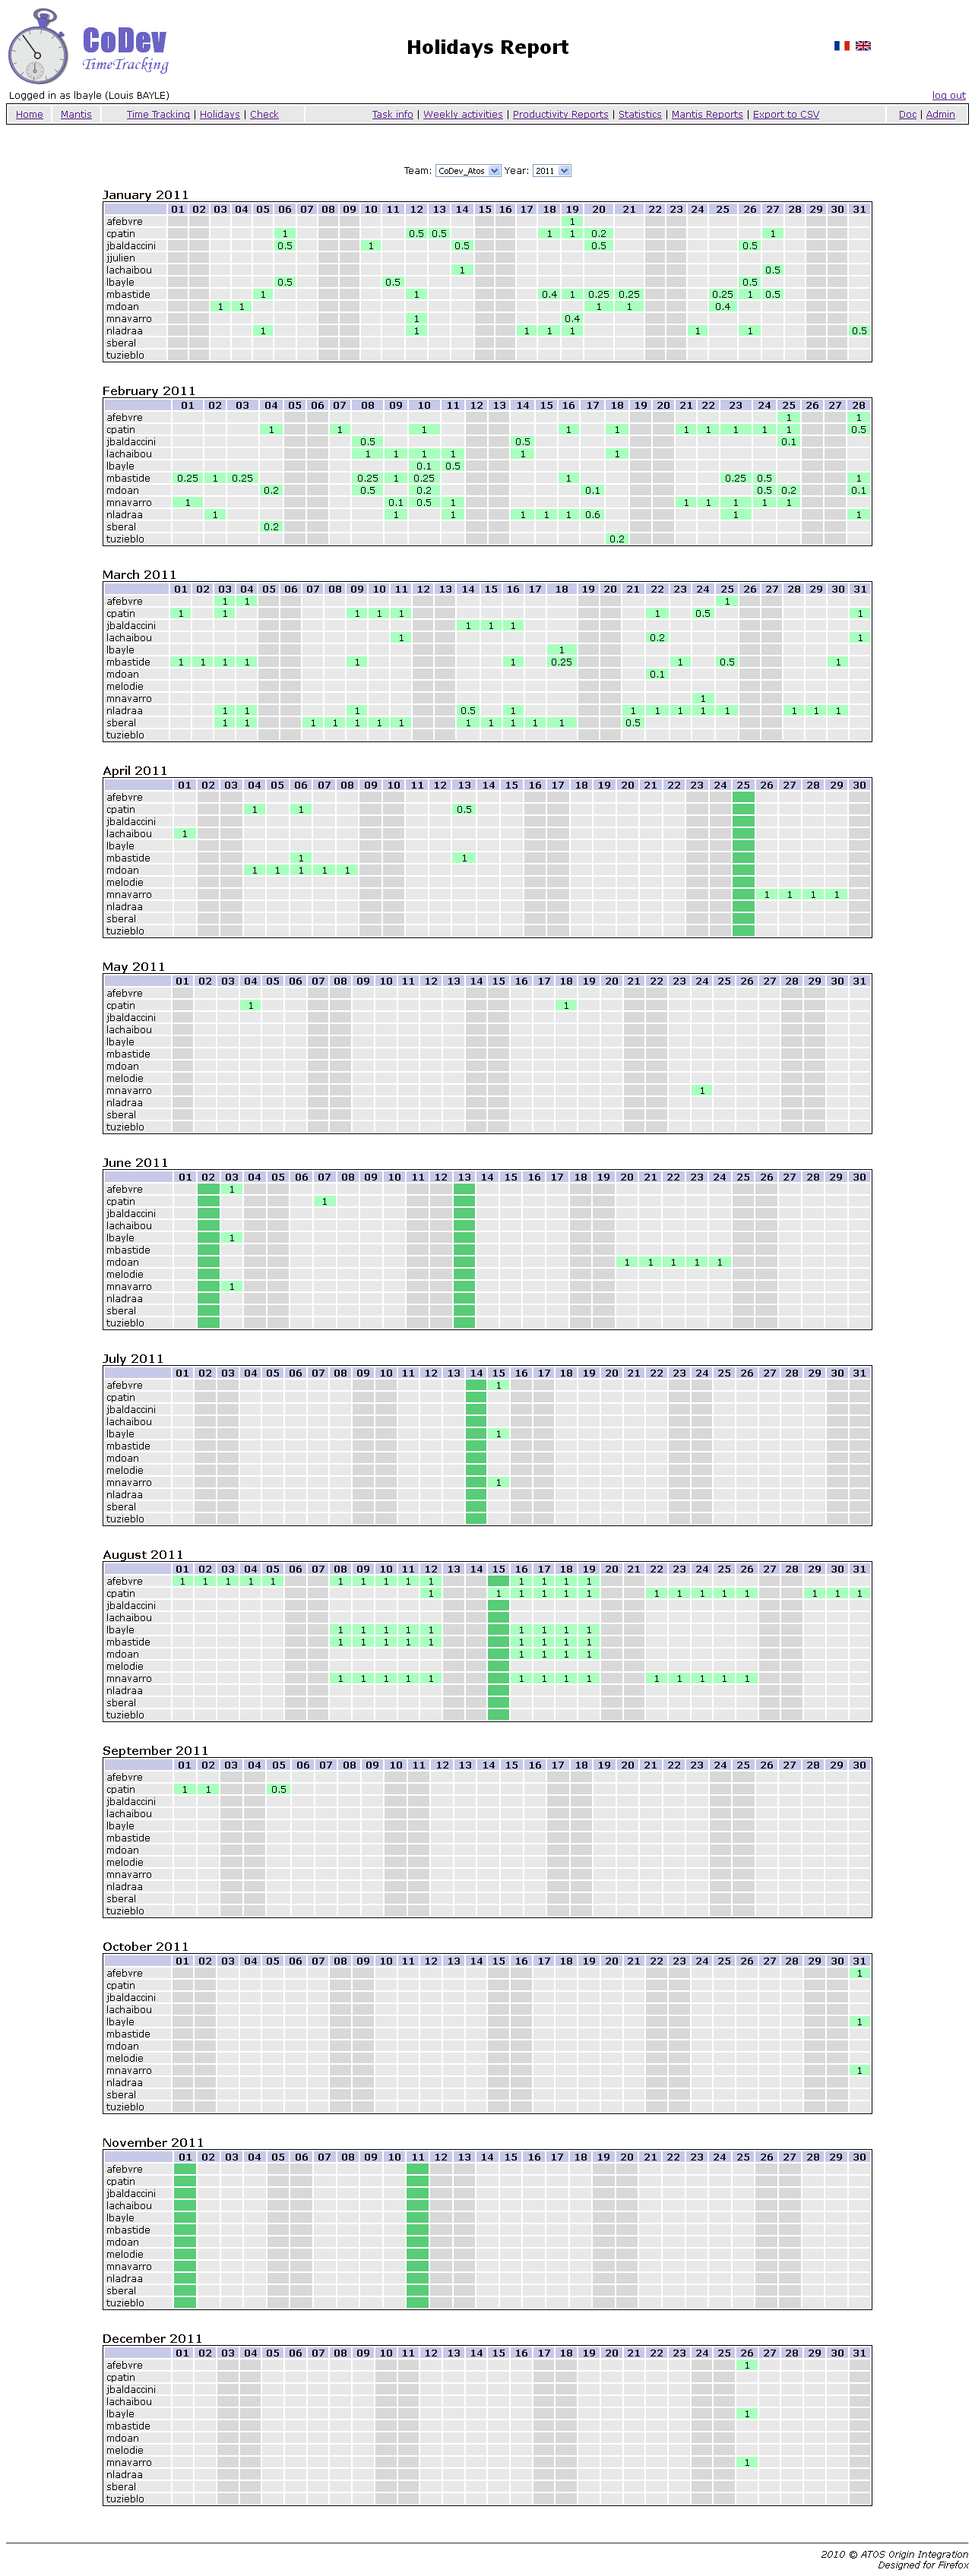 CoDev
TimeTracking
Holidays Report
Logged in as lbayle (Louis BAYLE) log out
Home Mantis Time Tracking | Holidays | Check Task info | Weekly activities | Productivity Reports | Statistics | Mantis Reports | Export to CSV Doc | Admin
Team: CoDev_Atos Year: 2011
January 2011
01 02 03 04 05 06 07 08 09 10 11 12 13 14 15 16 17 18 19 20 21 22 23 24 25 26 27 28 29 30 31
afebvre 1
cpatin 1 0.5 0.5 1 1 0.2 1
jbaldaccini 0.5 1 0.5 0.5 0.5
jjulien
lachaibou 1 0.5
lbayle 0.5 0.5 0.5
mbastide 1 1 0.4 1 0.25 0.25 0.25 1 0.5
mdoan 1 1 1 1 0.4
mnavarro 1 0.4
nladraa 1 1 1 1 1 1 1 0.5
sberal
tuzieblo
February 2011
01 02 03 04 05 06 07 08 09 10 11 12 13 14 15 16 17 18 19 20 21 22 23 24 25 26 27 28
afebvre 1 1
cpatin 1 1 1 1 1 1 1 1 1 1 0.5
jbaldaccini 0.5 0.5 0.1
lachaibou 1 1 1 1 1 1
lbayle 0.1 0.5
mbastide 0.25 1 0.25 0.25 1 0.25 1 0.25 0.5 1
mdoan 0.2 0.5 0.2 0.1 0.5 0.2 0.1
mnavarro 1 0.1 0.5 1 1 1 1 1 1
nladraa 1 1 1 1 1 1 0.6 1 1
sberal 0.2
tuzieblo 0.2
March 2011
01 02 03 04 05 06 07 08 09 10 11 12 13 14 15 16 17 18 19 20 21 22 23 24 25 26 27 28 29 30 31
afebvre 1 1 1
cpatin 1 1 1 1 1 1 0.5 1
jbaldaccini 1 1 1
lachaibou 1 0.2 1
lbayle 1
mbastide 1 1 1 1 1 1 0.25 1 0.5 1
mdoan 0.1
melodie
mnavarro 1
nladraa 1 1 1 0.5 1 1 1 1 1 1 1 1 1
sberal 1 1 1 1 1 1 1 1 1 1 1 1 0.5
tuzieblo
April 2011
01 02 03 04 05 06 07 08 09 10 11 12 13 14 15 16 17 18 19 20 21 22 23 24 25 26 27 28 29 30
afebvre
cpatin 1 1 0.5
jbaldaccini
lachaibou 1
lbayle
mbastide 1 1
mdoan 1 1 1 1 1
melodie
mnavarro 1 1 1 1
nladraa
sberal
tuzieblo
May 2011
01 02 03 04 05 06 07 08 09 10 11 12 13 14 15 16 17 18 19 20 21 22 23 24 25 26 27 28 29 30 31
afebvre
cpatin 1 1
jbaldaccini
lachaibou
lbayle
mbastide
mdoan
melodie
mnavarro 1
nladraa
sberal
tuzieblo
June 2011
01 02 03 04 05 06 07 08 09 10 11 12 13 14 15 16 17 18 19 20 21 22 23 24 25 26 27 28 29 30
afebvre 1
cpatin 1
jbaldaccini
lachaibou
lbayle 1
mbastide
mdoan 1 1 1 1 1
melodie
mnavarro 1
nladraa
sberal
tuzieblo
July 2011
01 02 03 04 05 06 07 08 09 10 11 12 13 14 15 16 17 18 19 20 21 22 23 24 25 26 27 28 29 30 31
afebvre 1
cpatin
jbaldaccini
lachaibou
lbayle 1
mbastide
mdoan
melodie
mnavarro 1
nladraa
sberal
tuzieblo
August 2011
01 02 03 04 05 06 07 08 09 10 11 12 13 14 15 16 17 18 19 20 21 22 23 24 25 26 27 28 29 30 31
afebvre 1 1 1 1 1 1 1 1 1 1 1 1 1 1
cpatin 1 1 1 1 1 1 1 1 1 1 1 1 1 1
jbaldaccini
lachaibou
lbayle 1 1 1 1 1 1 1 1 1
mbastide 1 1 1 1 1 1 1 1 1
mdoan 1 1 1 1
melodie
mnavarro 1 1 1 1 1 1 1 1 1 1 1 1 1 1
nladraa
sberal
tuzieblo
September 2011
01 02 03 04 05 06 07 08 09 10 11 12 13 14 15 16 17 18 19 20 21 22 23 24 25 26 27 28 29 30
afebvre
cpatin 1 1 0.5
jbaldaccini
lachaibou
lbayle
mbastide
mdoan
melodie
mnavarro
nladraa
sberal
tuzieblo
October 2011
01 02 03 04 05 06 07 08 09 10 11 12 13 14 15 16 17 18 19 20 21 22 23 24 25 26 27 28 29 30 31
afebvre 1
cpatin
jbaldaccini
lachaibou
lbayle 1
mbastide
mdoan
melodie
mnavarro 1
nladraa
sberal
tuzieblo
November 2011
01 02 03 04 05 06 07 08 09 10 11 12 13 14 15 16 17 18 19 20 21 22 23 24 25 26 27 28 29 30
afebvre
cpatin
jbaldaccini
lachaibou
lbayle
mbastide
mdoan
melodie
mnavarro
nladraa
sberal
tuzieblo
December 2011
01 02 03 04 05 06 07 08 09 10 11 12 13 14 15 16 17 18 19 20 21 22 23 24 25 26 27 28 29 30 31
afebvre 1
cpatin
jbaldaccini
lachaibou
lbayle 1
mbastide
mdoan
melodie
mnavarro 1
nladraa
sberal
tuzieblo
2010 © ATOS Origin Integration
Designed for Firefox